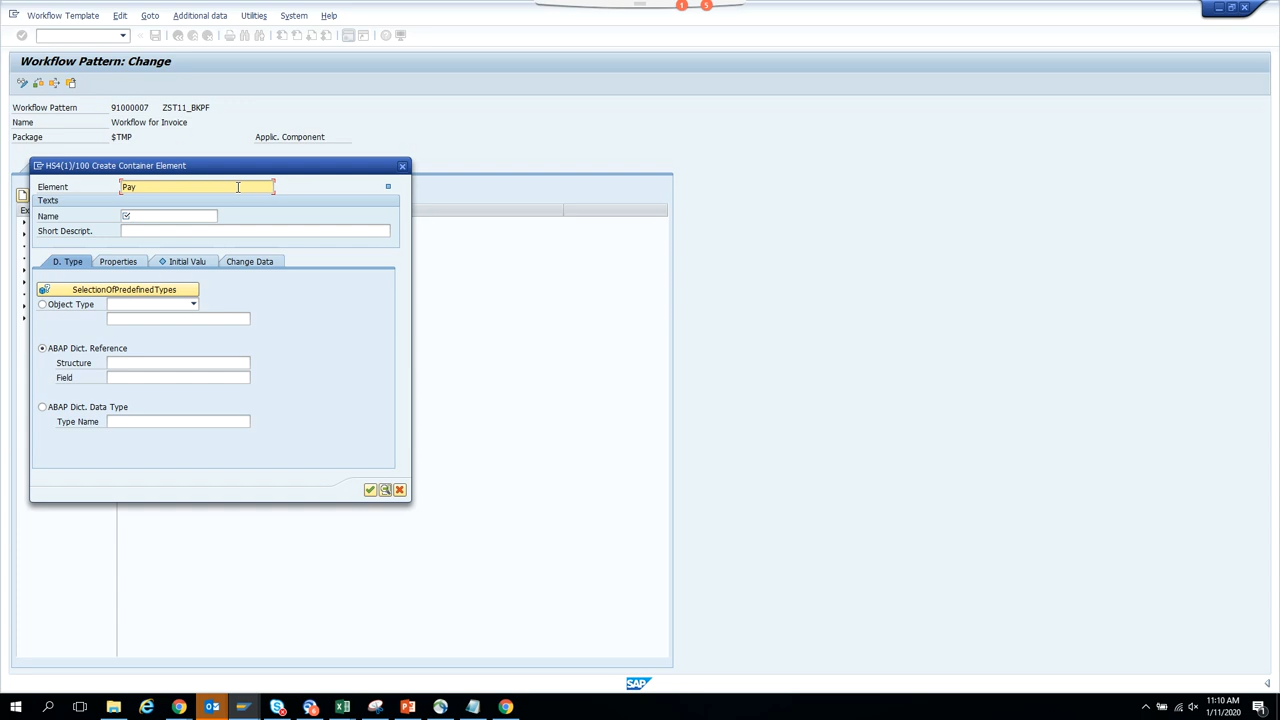 1 5
Workflow Template Edit Goto Additional data Utilities System Help
Workflow Pattern: Change
Workflow Pattern 91000007 ZST11_BKPF
Name Workflow for Invoice
Package $TMP Applic. Component
HS4(1)/100 Create Container Element
Element Pay
Texts
Name
Short Descript.
D. Type Properties Initial Valu Change Data
SelectionOfPredefinedTypes
Object Type
ABAP Dict. Reference
Structure
Field
ABAP Dict. Data Type
Type Name
SAP
11:10 AM
1/11/2020